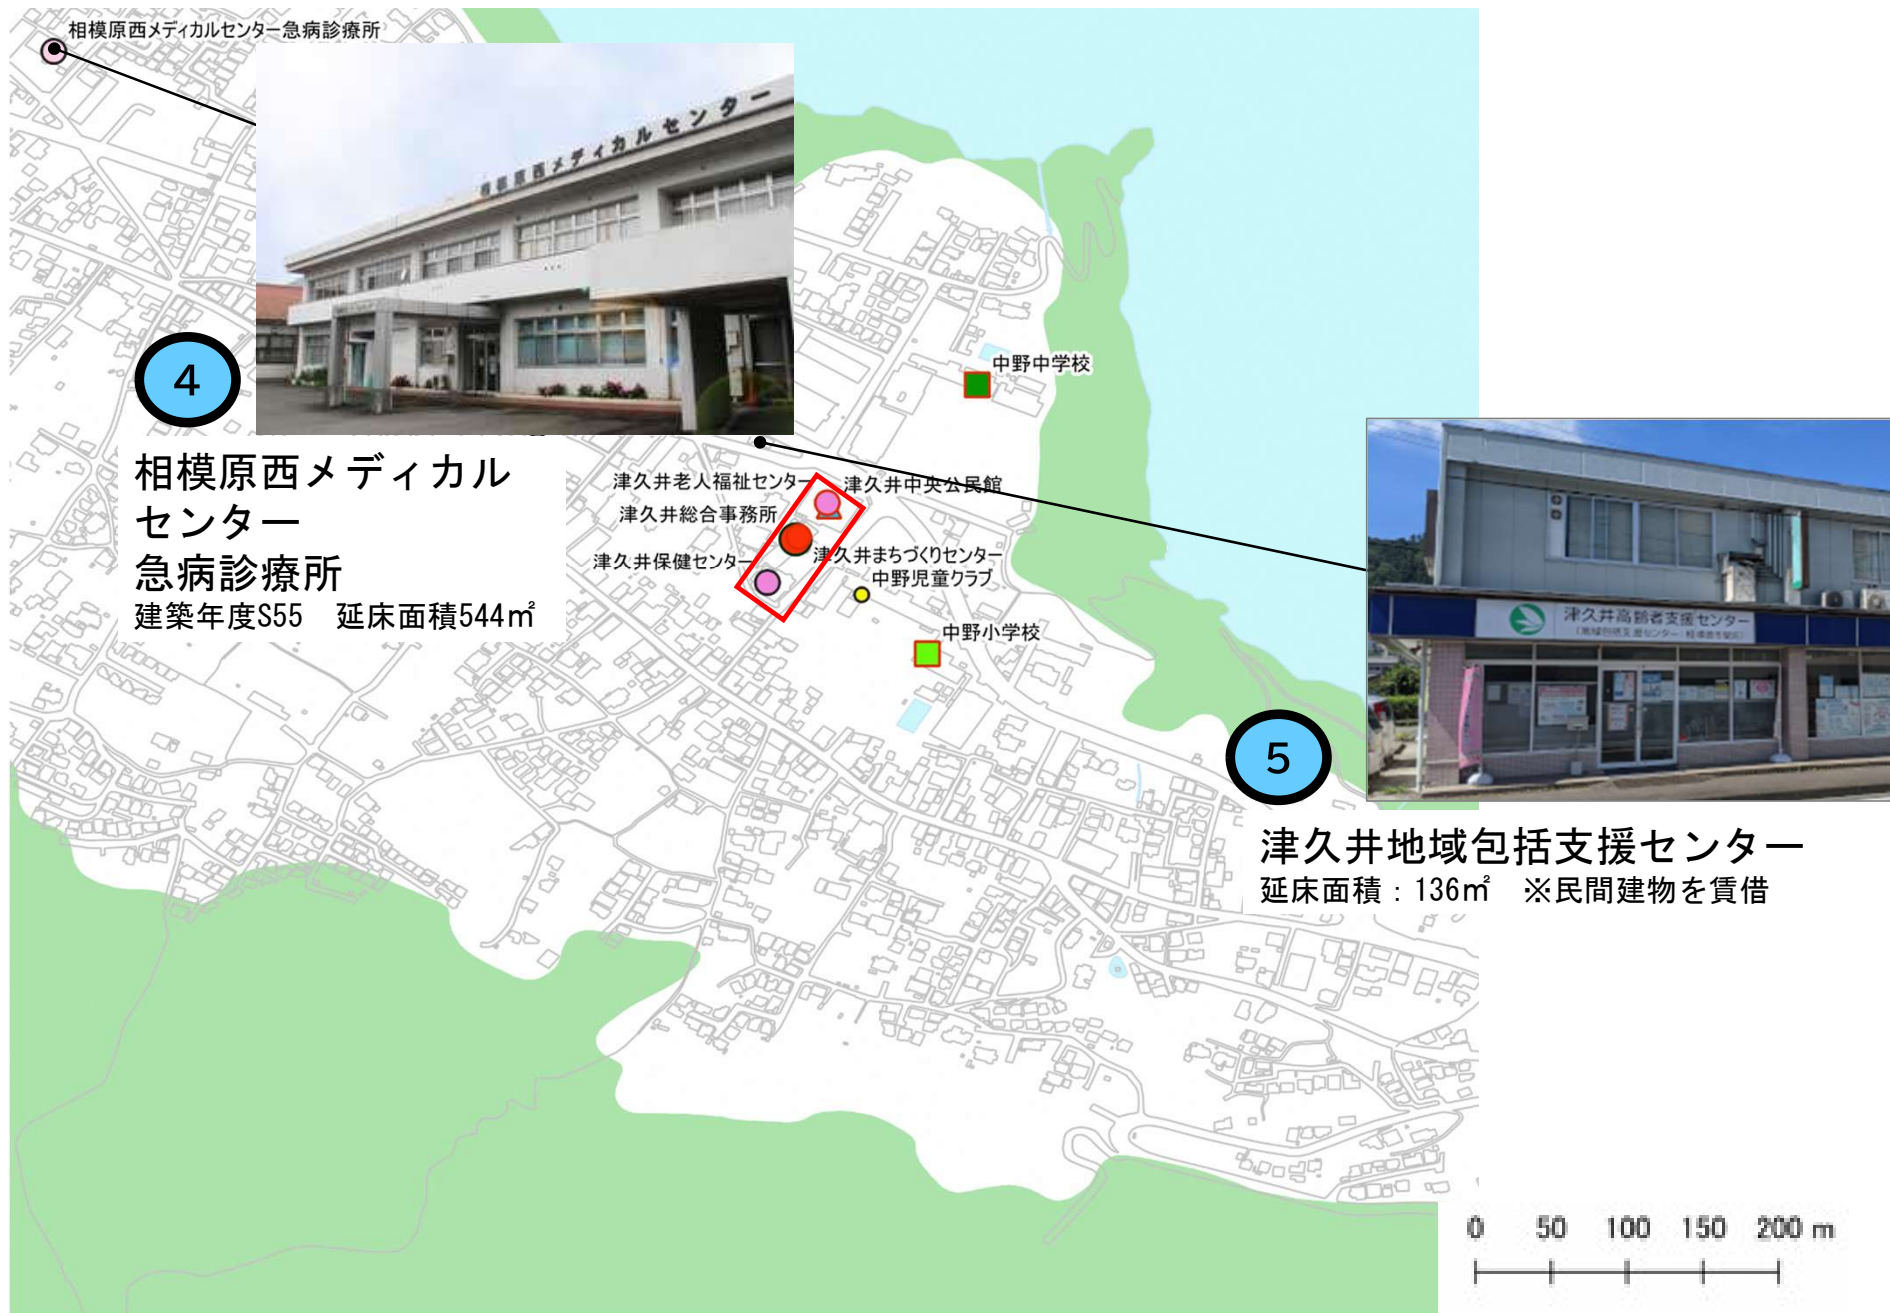 相模原西メディカルセンター急病診療所
相模原西メディカルセンター
4
相模原西メディカル
センター
急病診療所
建築年度S55　延床面積544㎡
中野中学校
津久井老人福祉センター
津久井中央公民館
津久井総合事務所
津久井まちづくりセンター
津久井保健センター
中野児童クラブ
中野小学校
津久井高齢者支援センター
5
津久井地域包括支援センター
延床面積：136㎡　※民間建物を賃借
0 50 100 150 200 m